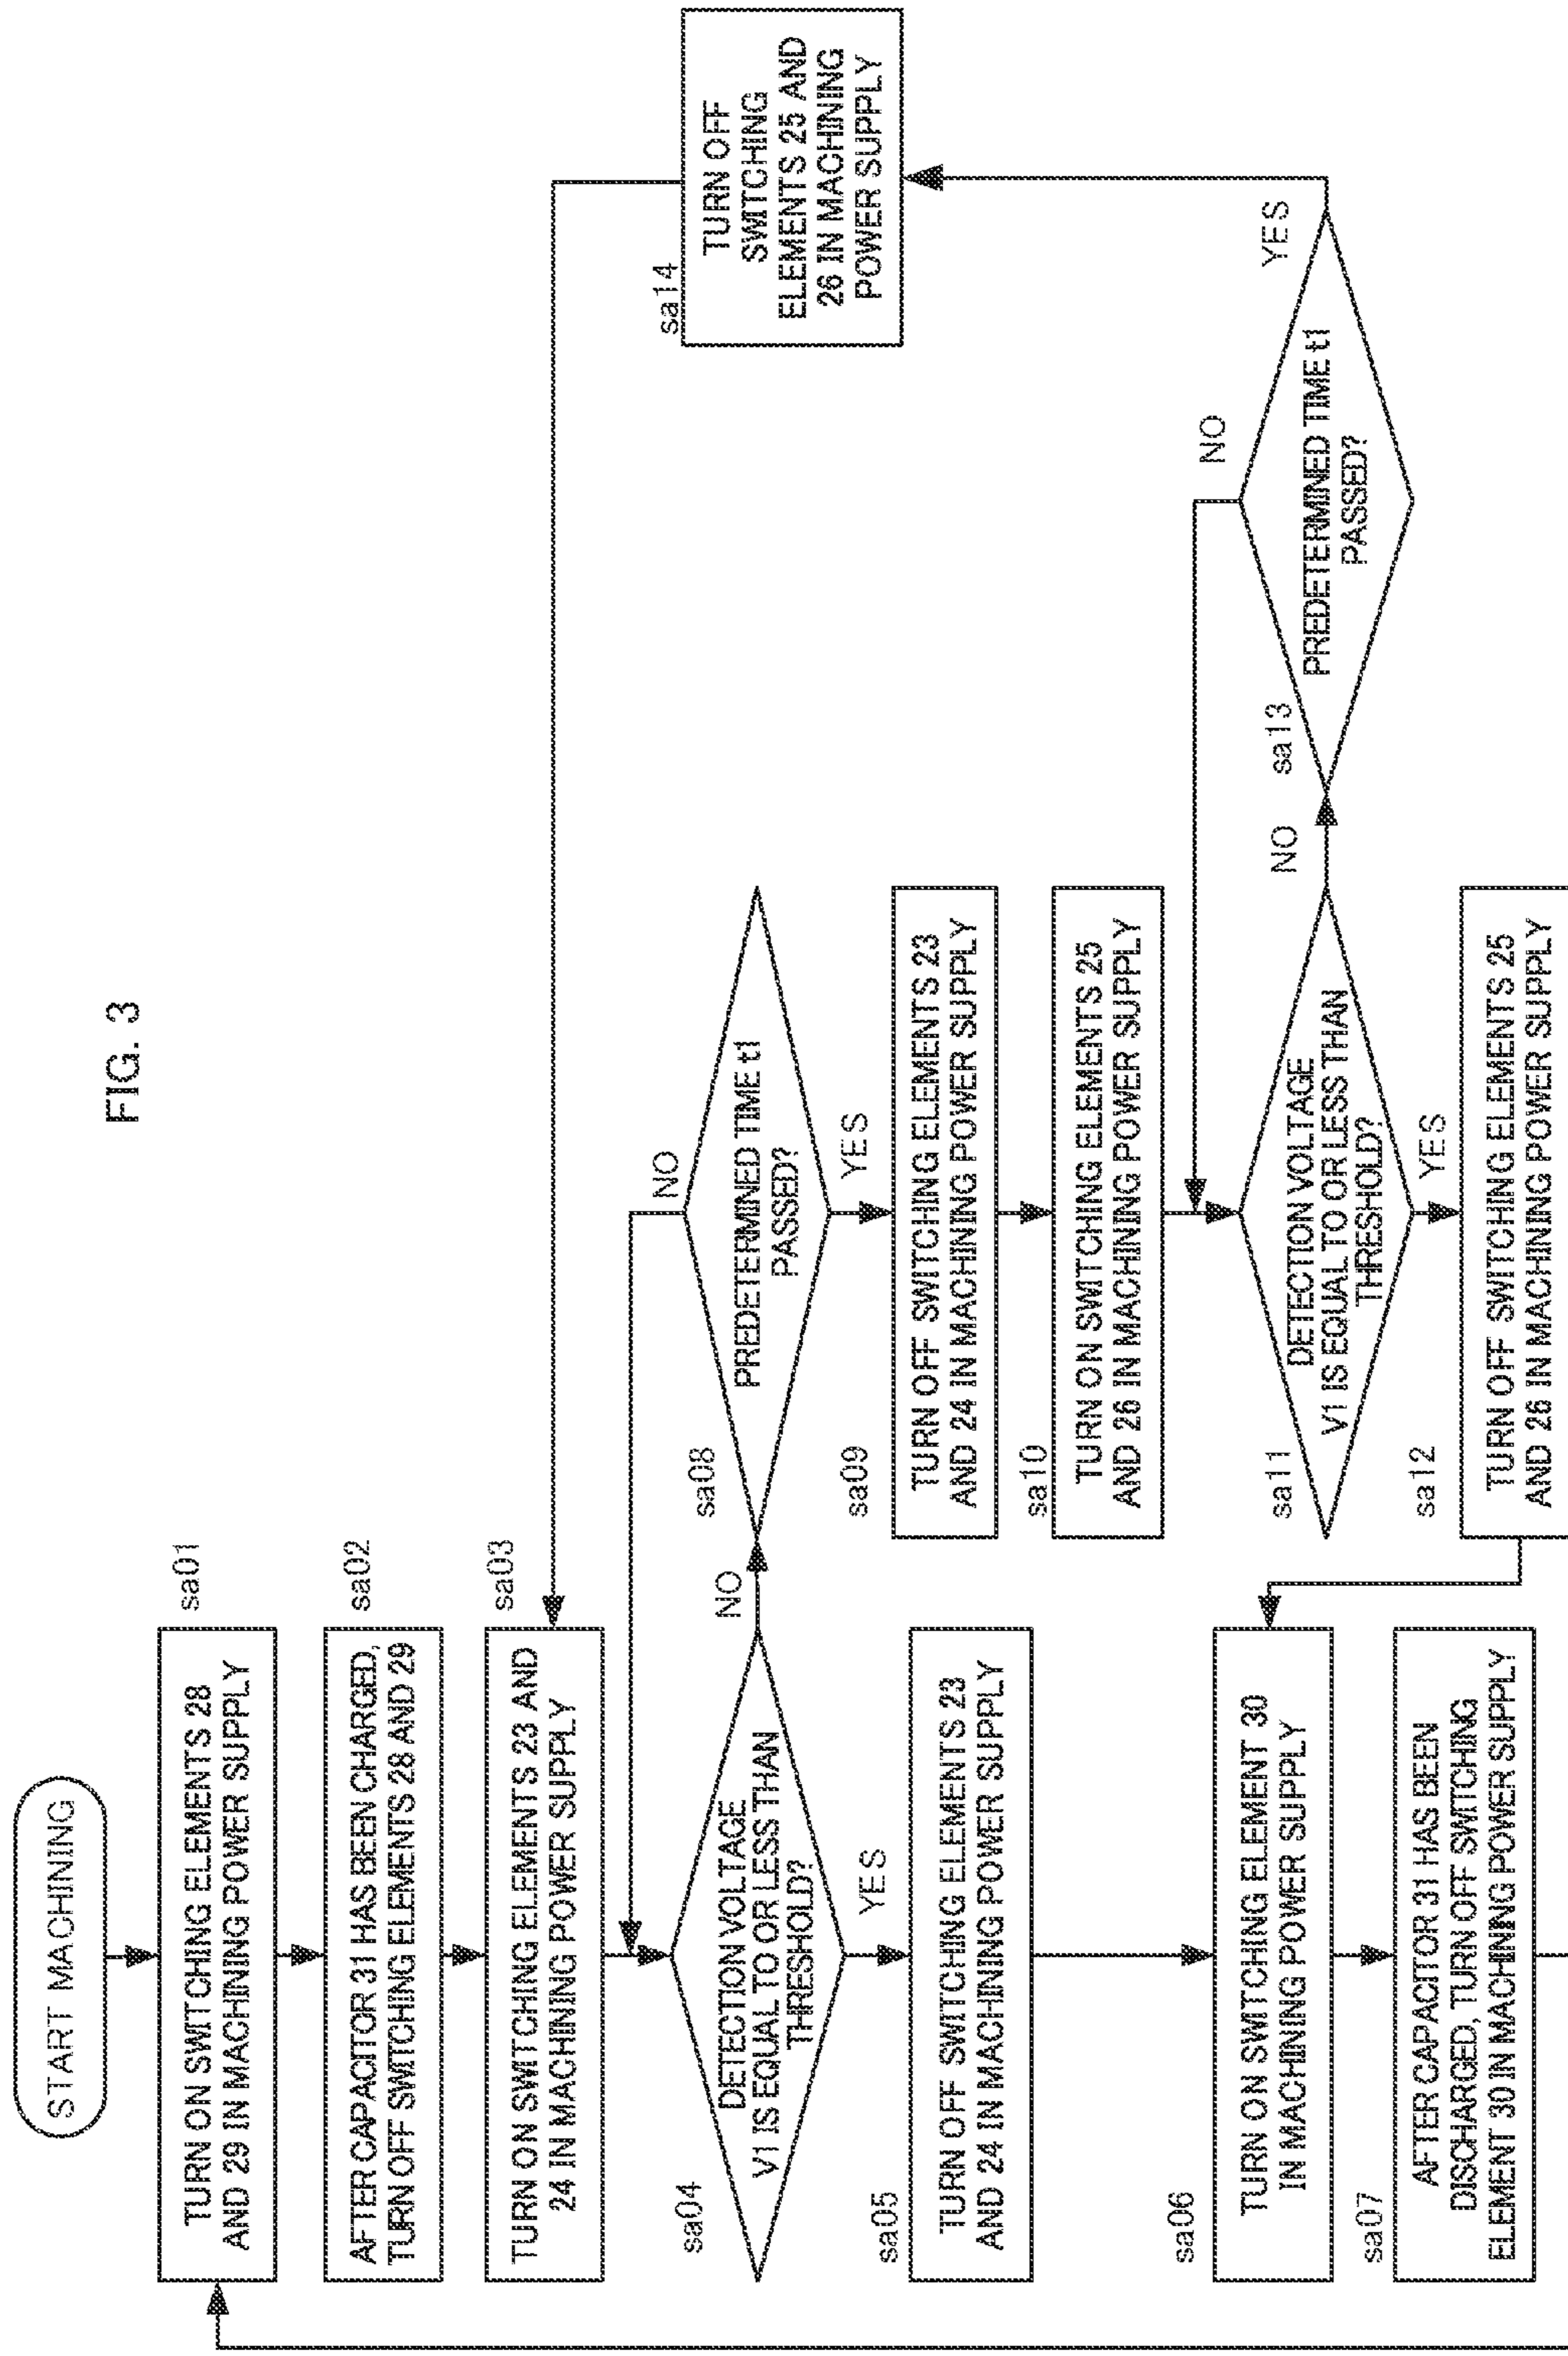 FIG. 3
START MACHINING
sa01
TURN ON SWITCHING ELEMENTS 28
AND 29 IN MACHINING POWER SUPPLY
sa02
AFTER CAPACITOR 31 HAS BEEN CHARGED,
TURN OFF SWITCHING ELEMENTS 28 AND 29
sa03
TURN ON SWITCHING ELEMENTS 23 AND
24 IN MACHINING POWER SUPPLY
sa04
DETECTION VOLTAGE
V1 IS EQUAL TO OR LESS THAN
THRESHOLD?
NO
YES
sa05
TURN OFF SWITCHING ELEMENTS 23
AND 24 IN MACHINING POWER SUPPLY
sa06
TURN ON SWITCHING ELEMENT 30
IN MACHINING POWER SUPPLY
sa07
AFTER CAPACITOR 31 HAS BEEN
DISCHARGED, TURN OFF SWITCHING
ELEMENT 30 IN MACHINING POWER SUPPLY
sa08
PREDETERMINED TIME t1
PASSED?
NO
YES
sa09
TURN OFF SWITCHING ELEMENTS 23
AND 24 IN MACHINING POWER SUPPLY
sa10
TURN ON SWITCHING ELEMENTS 25
AND 26 IN MACHINING POWER SUPPLY
sa11
DETECTION VOLTAGE
V1 IS EQUAL TO OR LESS THAN
THRESHOLD?
NO
YES
sa12
TURN OFF SWITCHING ELEMENTS 25
AND 26 IN MACHINING POWER SUPPLY
sa13
PREDETERMINED TIME t1
PASSED?
NO
YES
sa14
TURN OFF
SWITCHING
ELEMENTS 25 AND
26 IN MACHINING
POWER SUPPLY